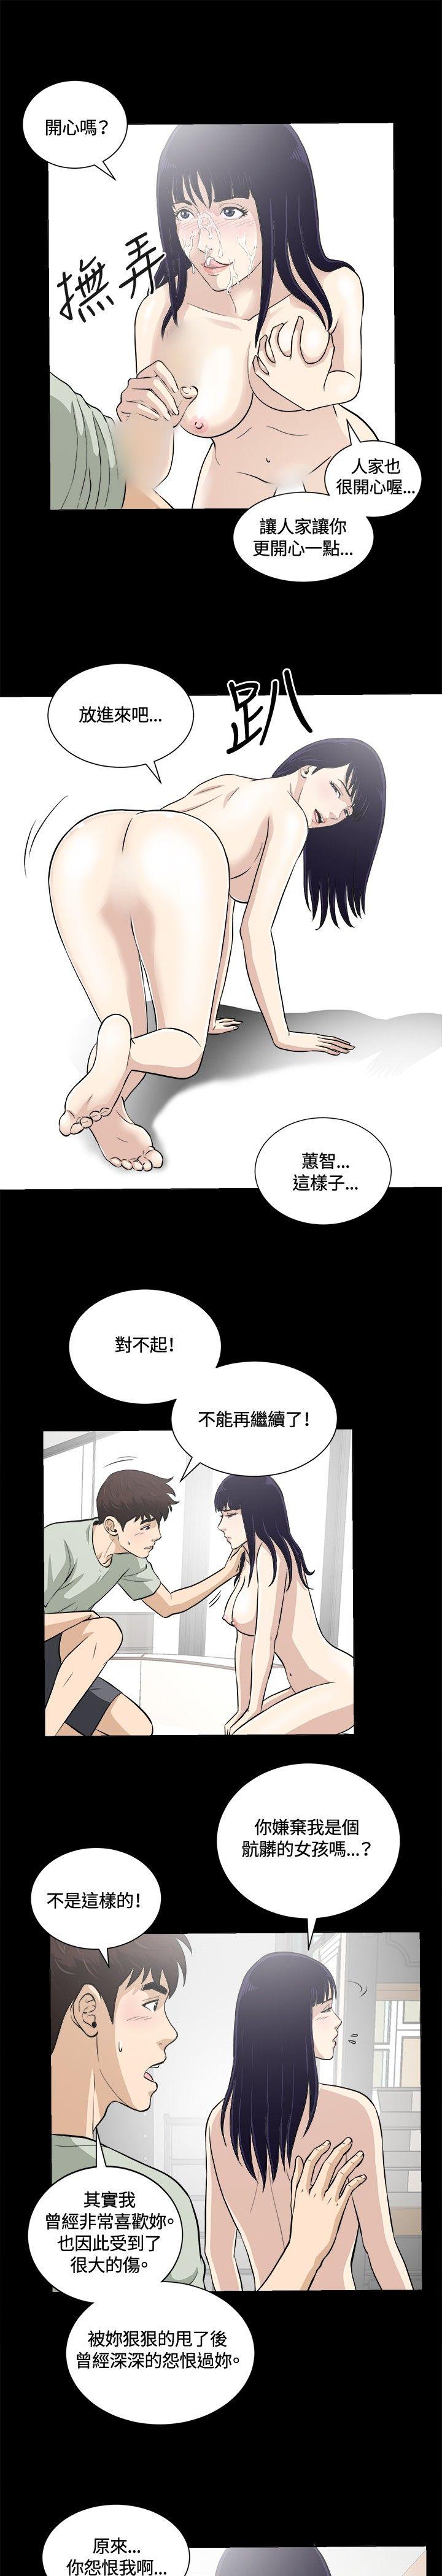 開心嗎?
撫弄
人家也
很開心喔...
讓人家讓你
更開心一點...
放進來吧...
趴
蕙智...
這樣子...
對不起!
不能再繼續了!
你嫌棄我是個
骯髒的女孩嗎...?
不是這樣的!
其實我
曾經非常喜歡妳。
也因此受到了
很大的傷。
被妳狠狠的甩了後
曾經深深的怨恨過妳。
原來...
你怨恨我啊...